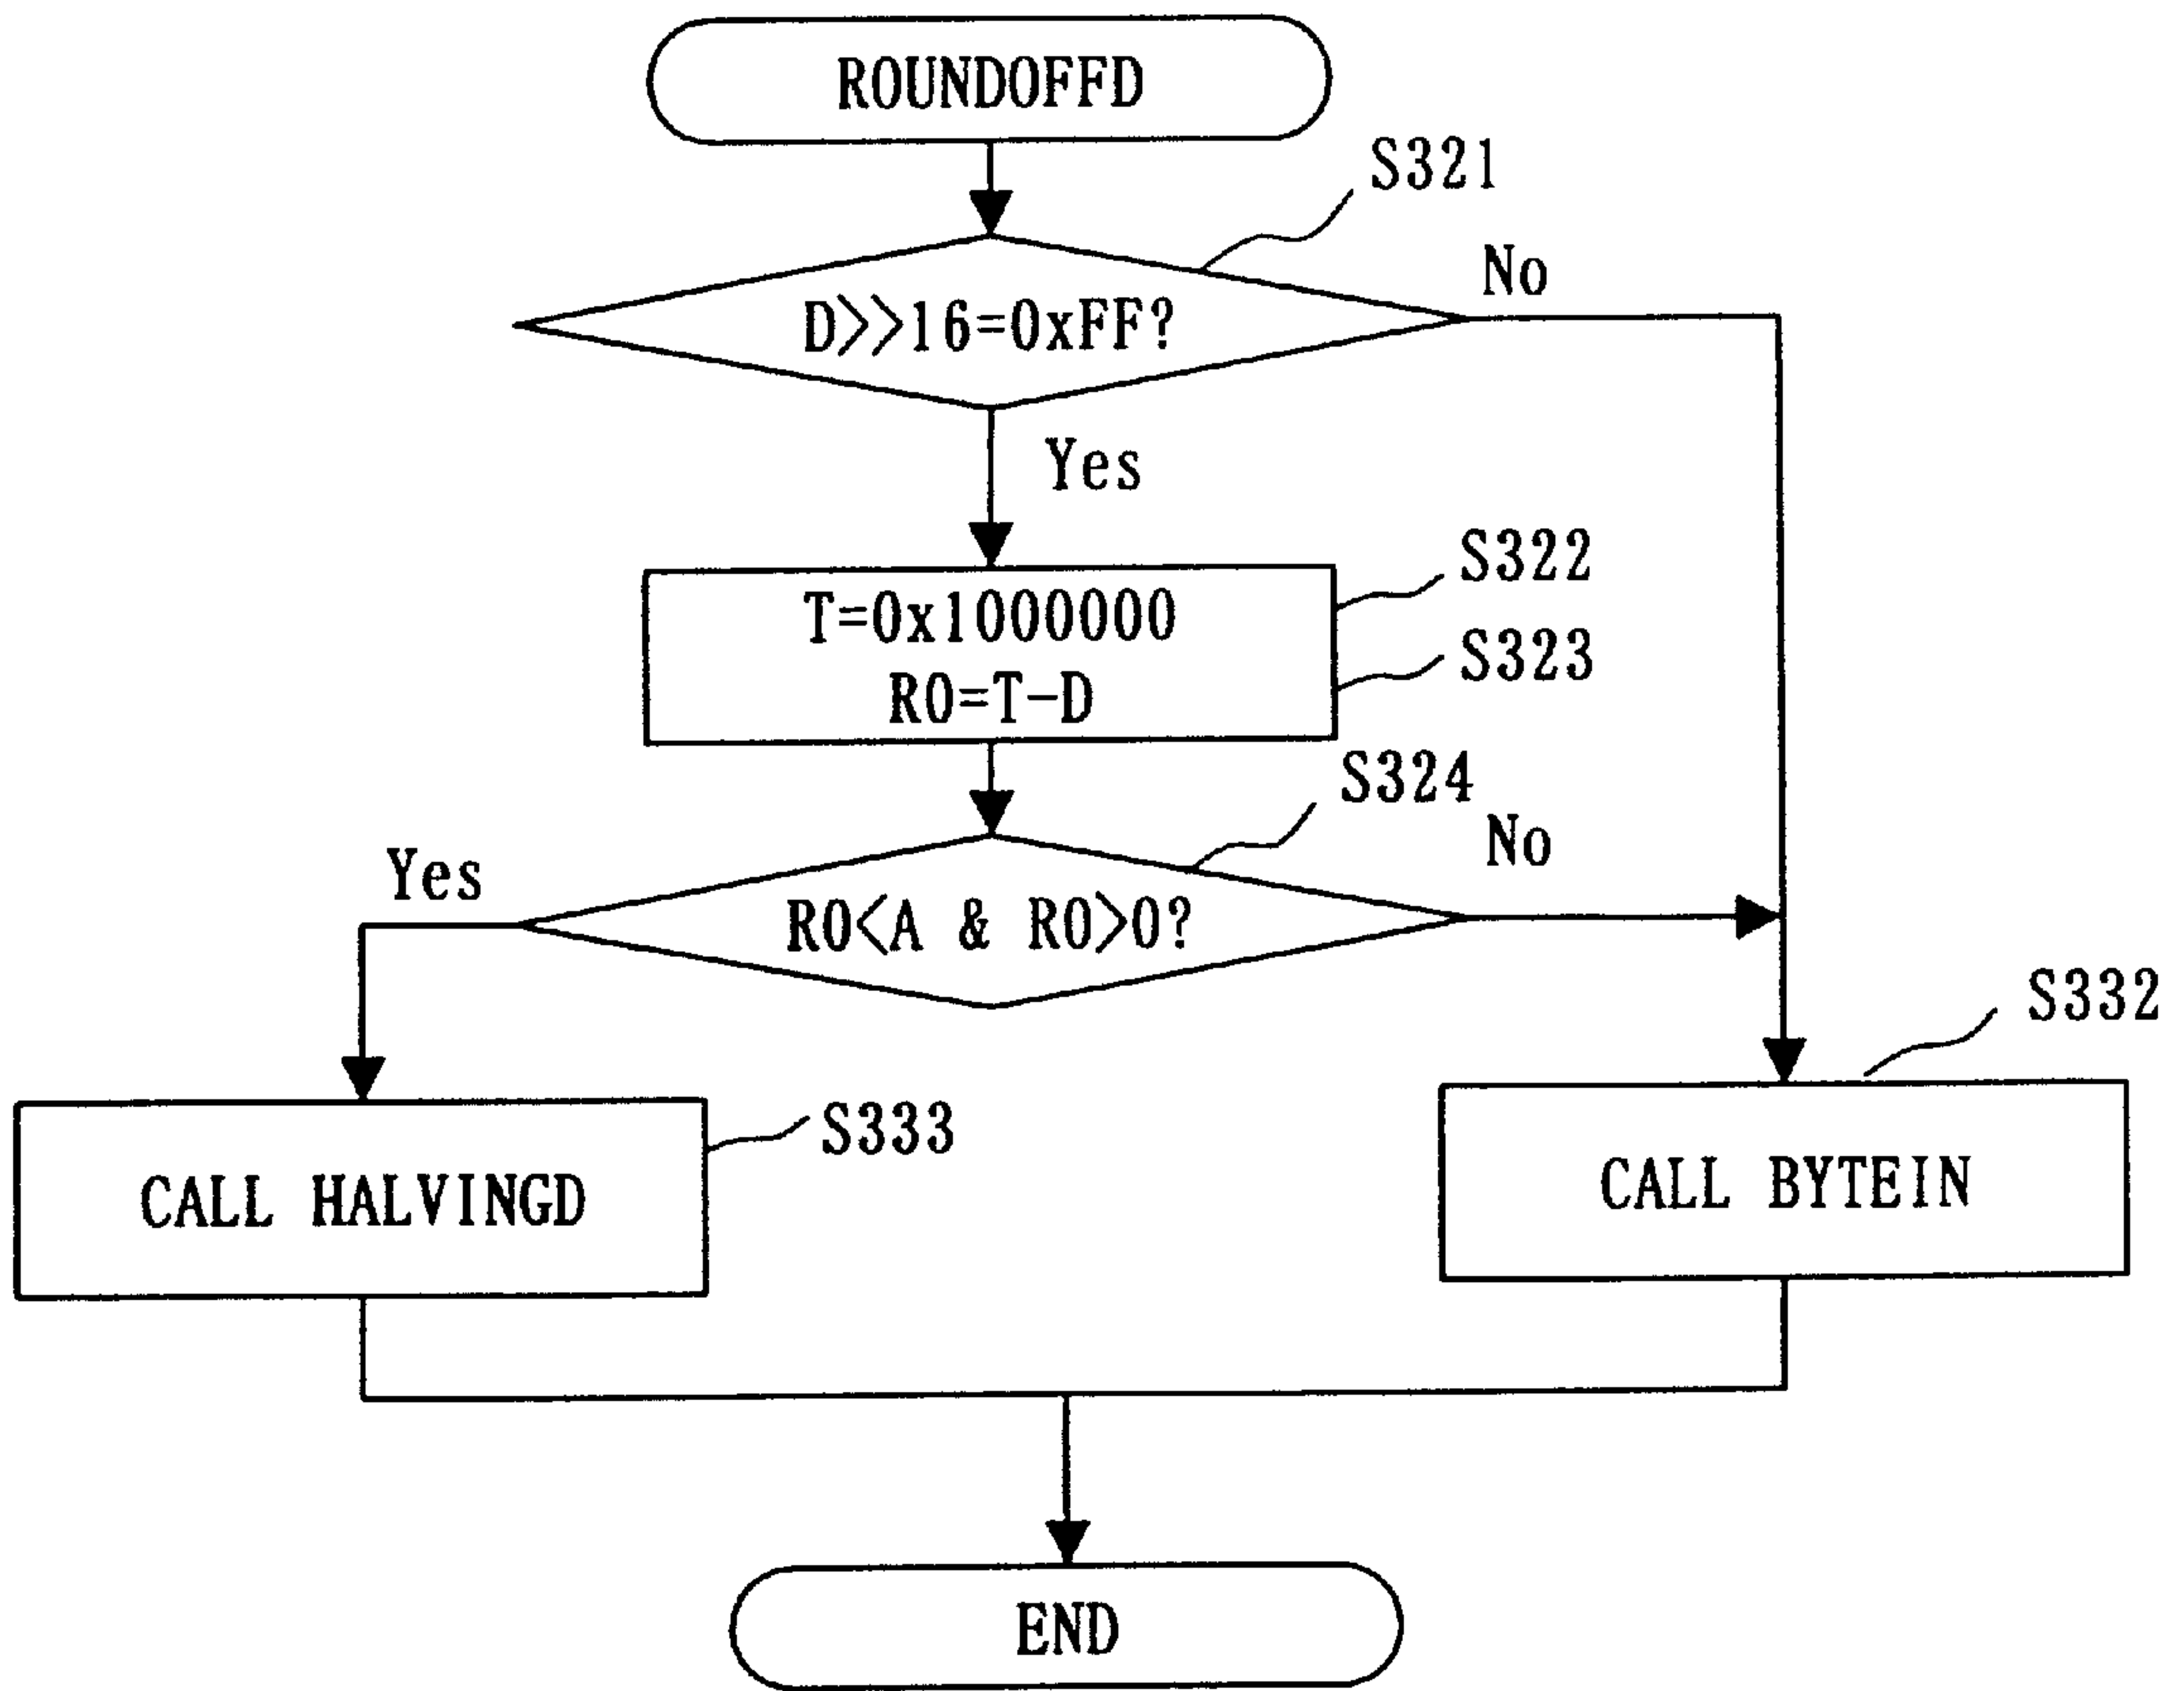 ROUNDOFFD
S321
D>>16=0xFF?
No
Yes
S322
T=0x1000000
S323
R0=T-D
S324
No
Yes
R0<A & R0>0?
S332
S333
CALL HALVINGD
CALL BYTEIN
END